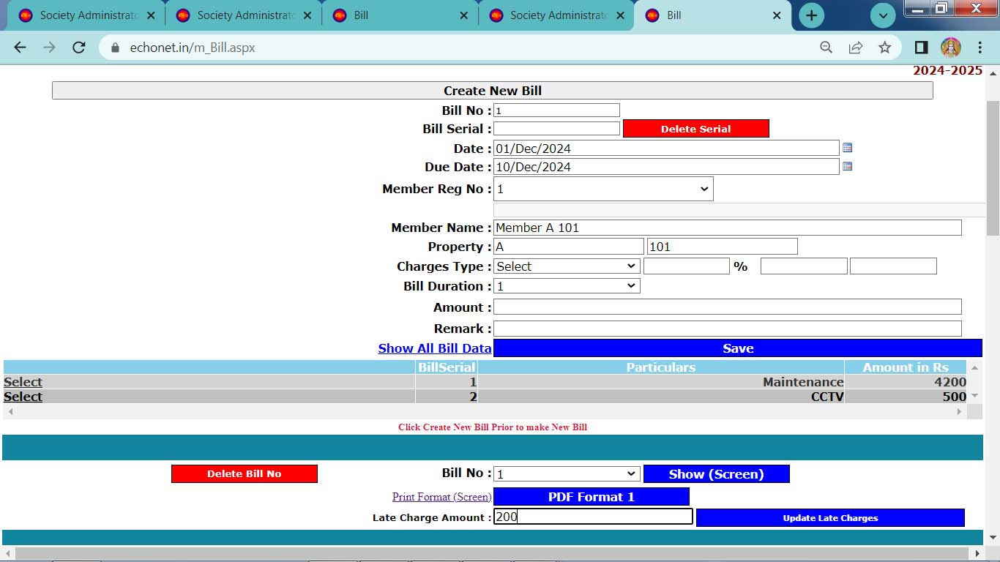 Society Administrato
Society Administrato
Bill
Society Administrato
Bill
echonet.in/m_Bill.aspx
2024-2025
Create New Bill
Bill No : 1
Bill Serial : Delete Serial
Date : 01/Dec/2024
Due Date : 10/Dec/2024
Member Reg No : 1
Member Name : Member A 101
Property : A 101
Charges Type : Select %
Bill Duration : 1
Amount :
Remark :
Show All Bill Data Save
BillSerial Particulars Amount in Rs
Select 1 Maintenance 4200
Select 2 CCTV 500
Click Create New Bill Prior to make New Bill
Delete Bill No Bill No : 1 Show (Screen)
Print Format (Screen) PDF Format 1
Late Charge Amount : 200 Update Late Charges